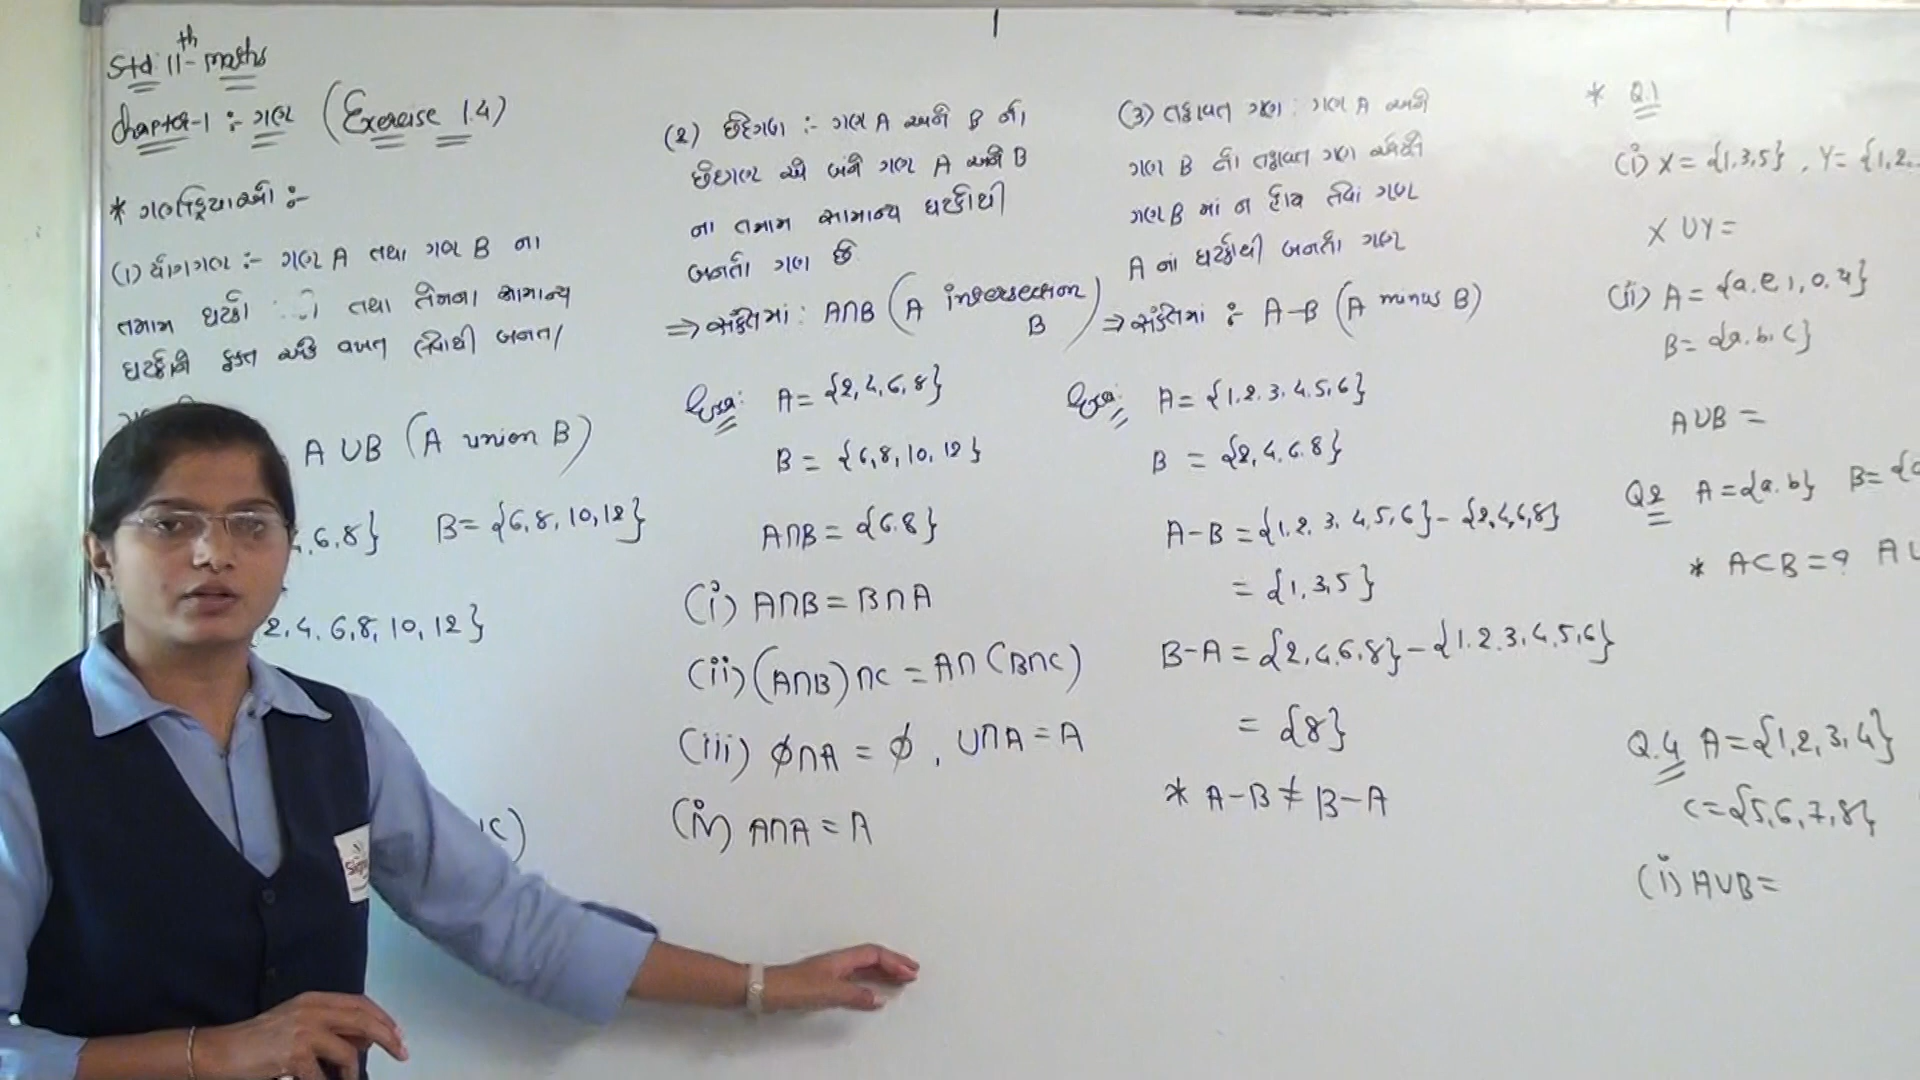 Std 11th maths
Chapter-1 :- ગણ (Exercise 1.4)
* ગણક્રિયાઓ :-
(1) યોગગણ :- ગણ A તથા ગણ B ના
તમામ ઘટકો તથા તેમના સામાન્ય
ઘટકોને ફક્ત એક વખત લેવાથી બનતા
A ∪ B (A union B)
6.8} B = {6, 8, 10, 12}
2, 4. 6, 8, 10, 12}
C)
(2) છેદગણ :- ગણ A અને B નો
છેદગણ એ બંને ગણ A અને B
ના તમામ સામાન્ય ઘટકોથી
બનતો ગણ છે
⇒ સંકેતમાં : A∩B (A intersection B)
Exa: A = {2, 4, 6, 8}
B = {6, 8, 10, 12}
A∩B = {6.8}
(i) A∩B = B∩A
(ii) (A∩B)∩C = A∩(B∩C)
(iii) ϕ∩A = ϕ, U∩A = A
(iv) A∩A = A
(3) તફાવત ગણ : ગણ A અને
ગણ B નો તફાવત ગણ એટલે
ગણ B માં ન હોય તેવાં ગણ
A નાં ઘટકોથી બનતો ગણ
⇒ સંકેતમાં :- A-B (A minus B)
Exa: A = {1.2.3.4.5,6}
B = {2,4.6.8}
A-B = {1.2.3.4,5,6} - {2,4,6,8}
= {1,3,5}
B-A = {2,4.6.8} - {1.2.3.4.5,6}
= {8}
* A-B ≠ B-A
* Q.1
(i) X = {1,3,5} , Y = {1,2..
X ∪ Y =
(ii) A = {a.e,i,o.u}
B = {a.b.c}
A∪B =
Q2 A = {a.b} B = {a
* A⊂B = ? A∪
Q.4 A = {1,2,3,4}
C = {5,6,7,8},
(i) A∪B =